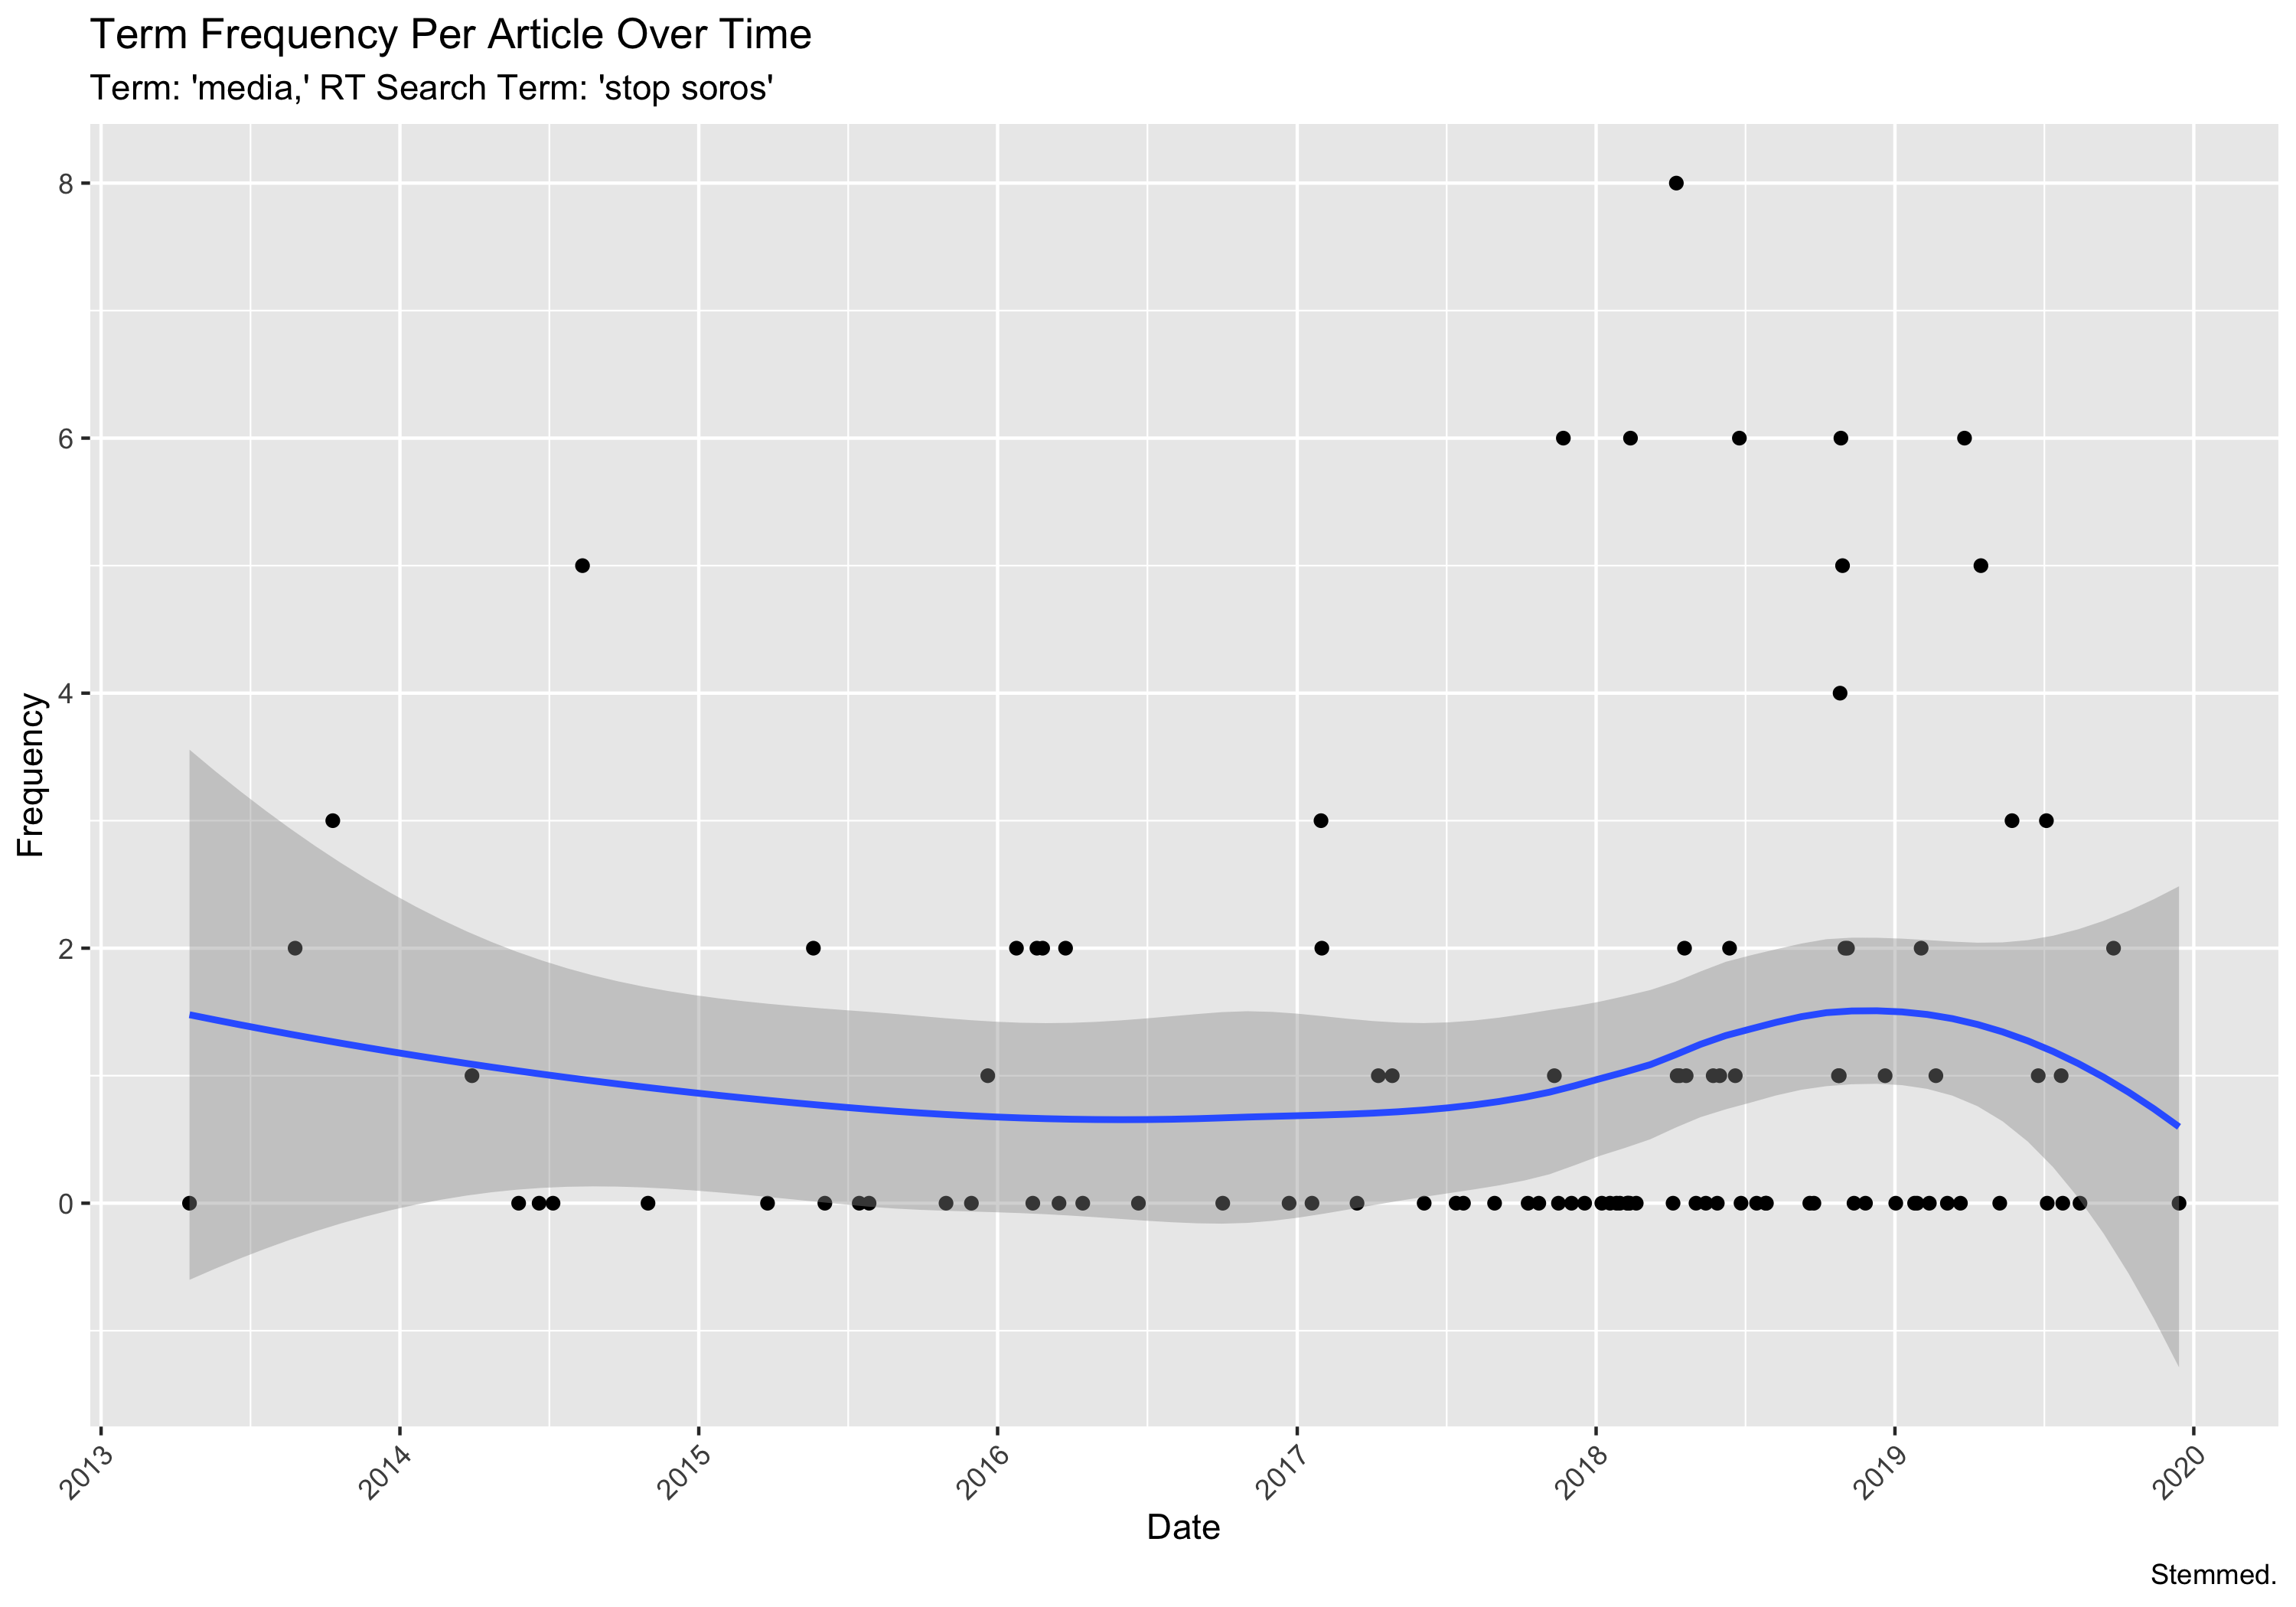 Term Frequency Per Article Over Time
Term: 'media,' RT Search Term: 'stop soros'
8
6
4
2
0
Frequency
2013
2014
2015
2016
2017
2018
2019
2020
Date
Stemmed.